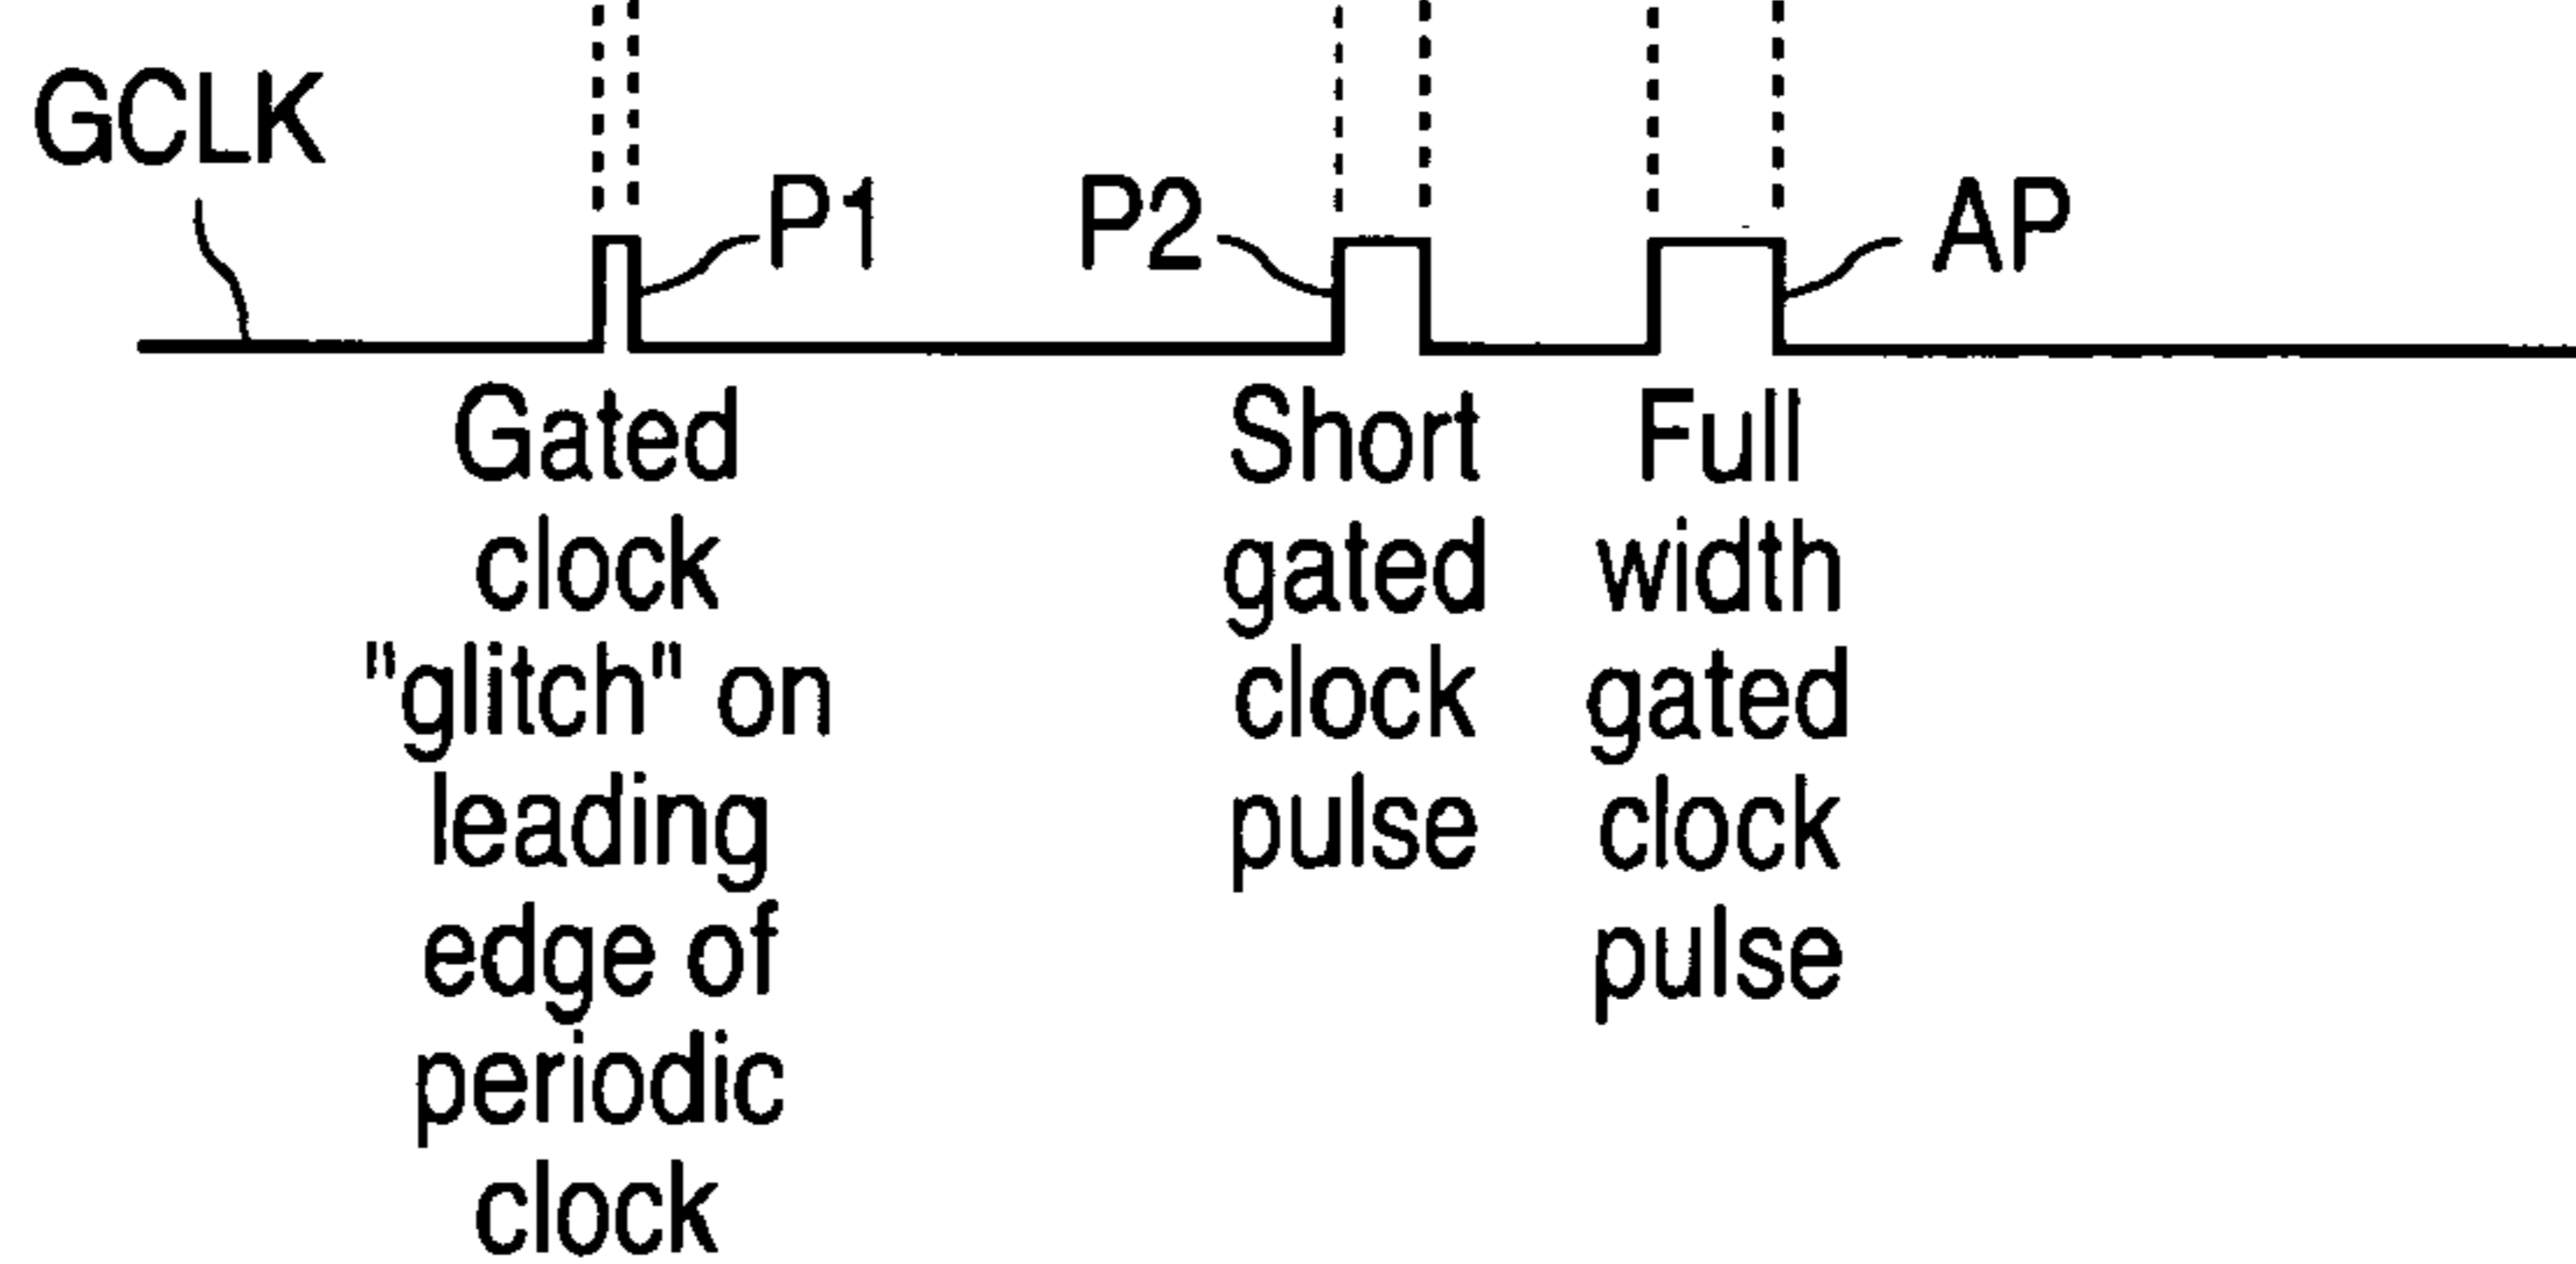 GCLK
P1
P2
AP
Gated
clock
"glitch" on
leading
edge of
periodic
clock
Short
gated
clock
pulse
Full
width
gated
clock
pulse